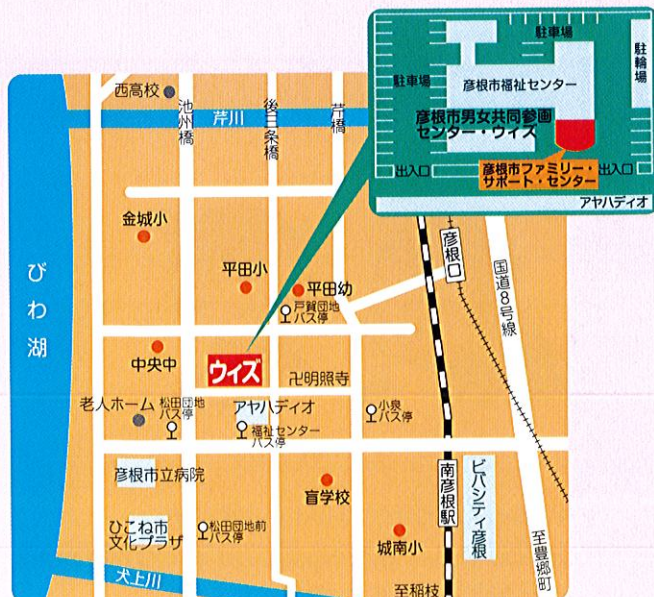 駐車場
駐輪場
駐車場
彦根市福祉センター
彦根市男女共同参画
センター・ウィズ
出入口
彦根市ファミリー・
サポート・センター
出入口
アヤハディオ
西高校
池州橋
後三条橋
芹橋
芹川
金城小
平田小
平田幼
戸賀団地
バス停
彦根口
国道8号線
びわ湖
中央中
ウィズ
卍明照寺
老人ホーム
松田団地
バス停
アヤハディオ
福祉センター
バス停
小泉
バス停
彦根市立病院
盲学校
南彦根駅
ビバシティ彦根
ひこね市
文化プラザ
松田団地前
バス停
城南小
至豊郷町
犬上川
至稲枝